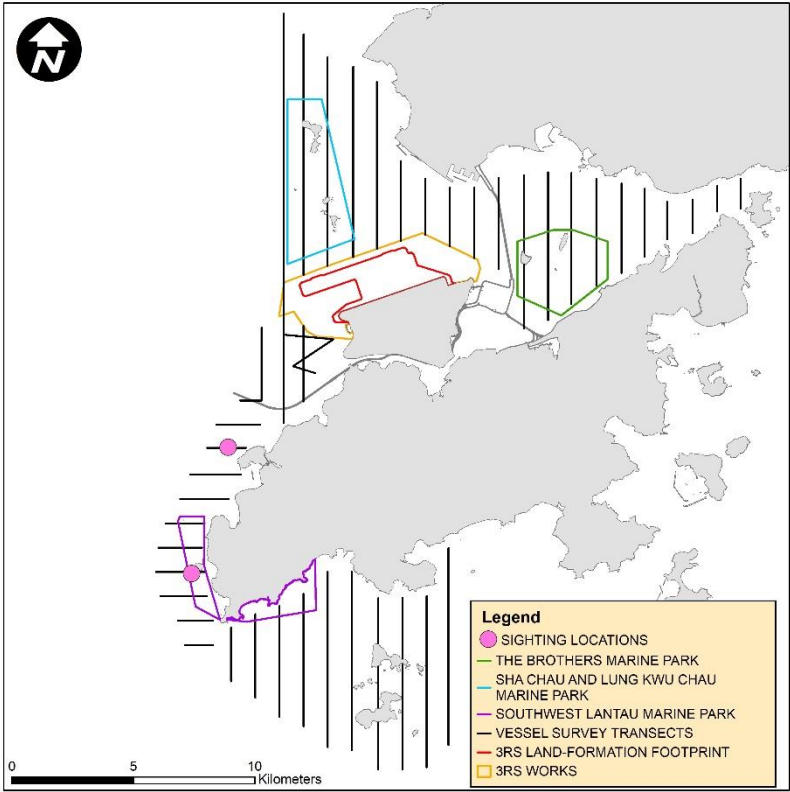 N
Legend
SIGHTING LOCATIONS
THE BROTHERS MARINE PARK
SHA CHAU AND LUNG KWU CHAU
MARINE PARK
SOUTHWEST LANTAU MARINE PARK
VESSEL SURVEY TRANSECTS
3RS LAND-FORMATION FOOTPRINT
3RS WORKS
0 5 10
Kilometers